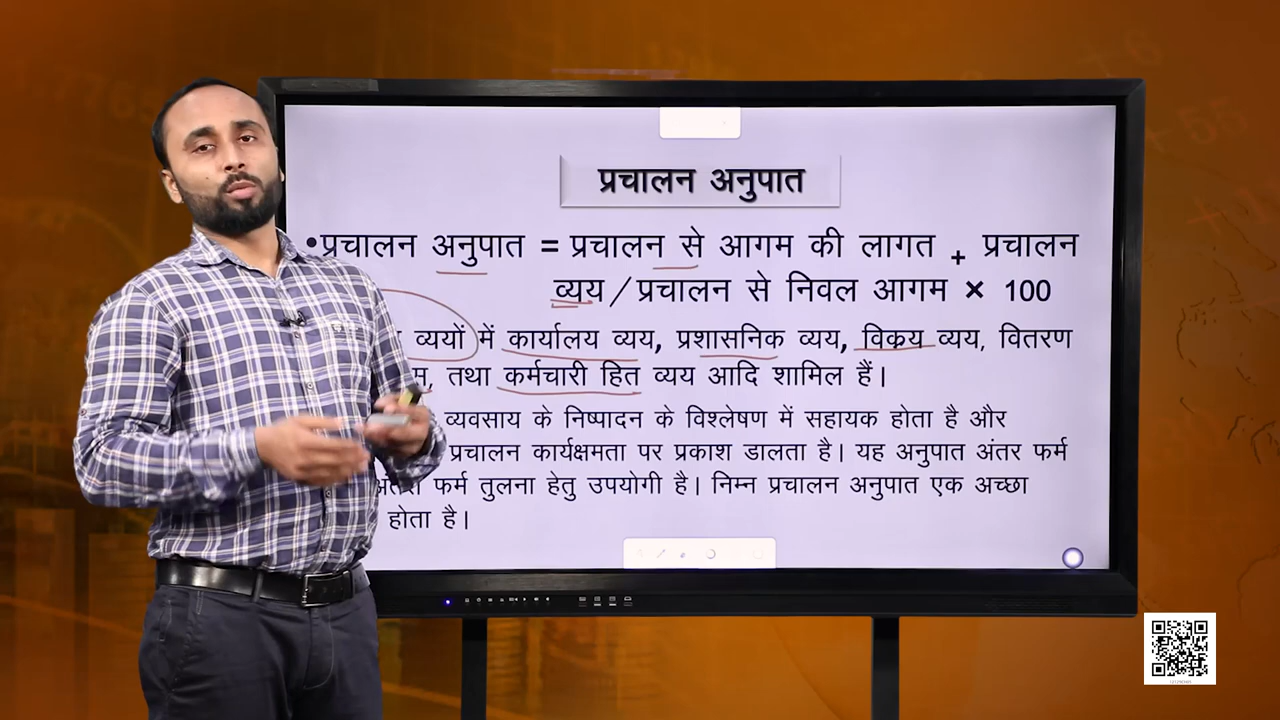 प्रचालन अनुपात
•प्रचालन अनुपात = प्रचालन से आगम की लागत + प्रचालन
व्यय / प्रचालन से निवल आगम × 100
व्ययों में कार्यालय व्यय, प्रशासनिक व्यय, विकय व्यय, वितरण
तथा कर्मचारी हित व्यय आदि शामिल हैं।
व्यवसाय के निष्पादन के विश्लेषण में सहायक होता है और
प्रचालन कार्यक्षमता पर प्रकाश डालता है। यह अनुपात अंतर फर्म
फर्म तुलना हेतु उपयोगी है। निम्न प्रचालन अनुपात एक अच्छा
होता है।